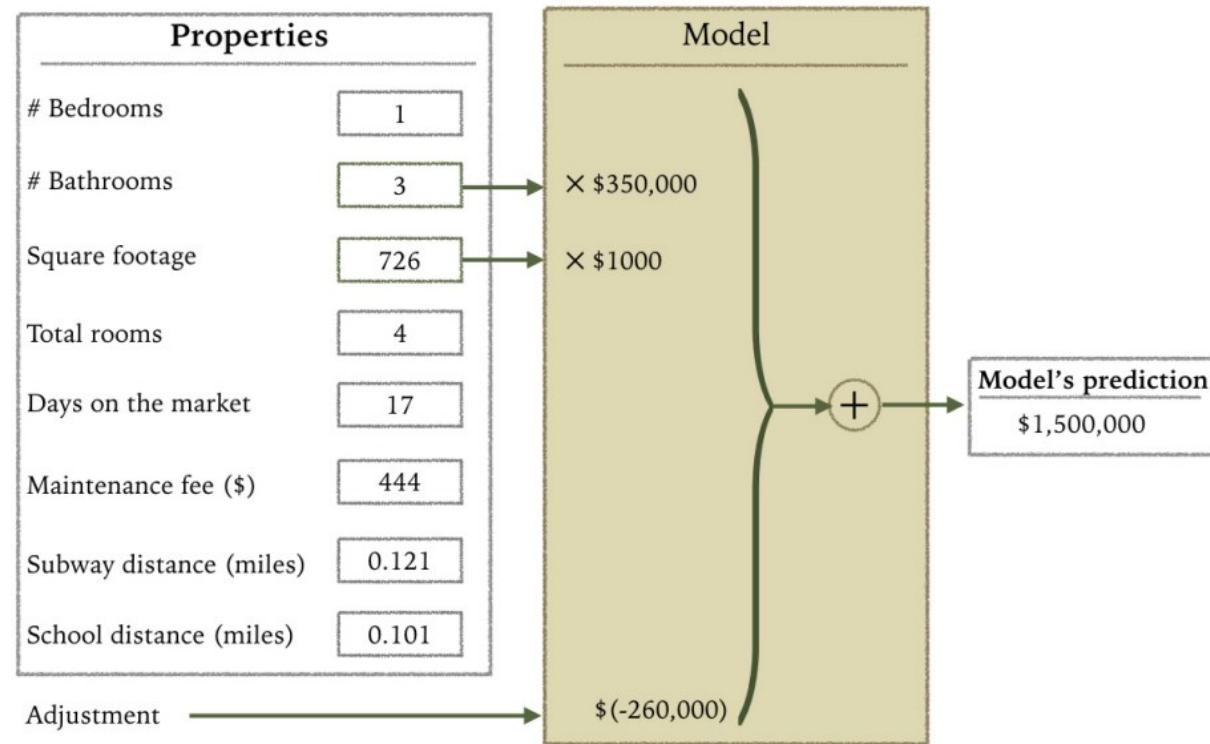 Properties
Model
# Bedrooms 1
# Bathrooms 3 × $350,000
Square footage 726 × $1000
Total rooms 4
Days on the market 17
+
Model's prediction
$1,500,000
Maintenance fee ($) 444
Subway distance (miles) 0.121
School distance (miles) 0.101
Adjustment $(-260,000)